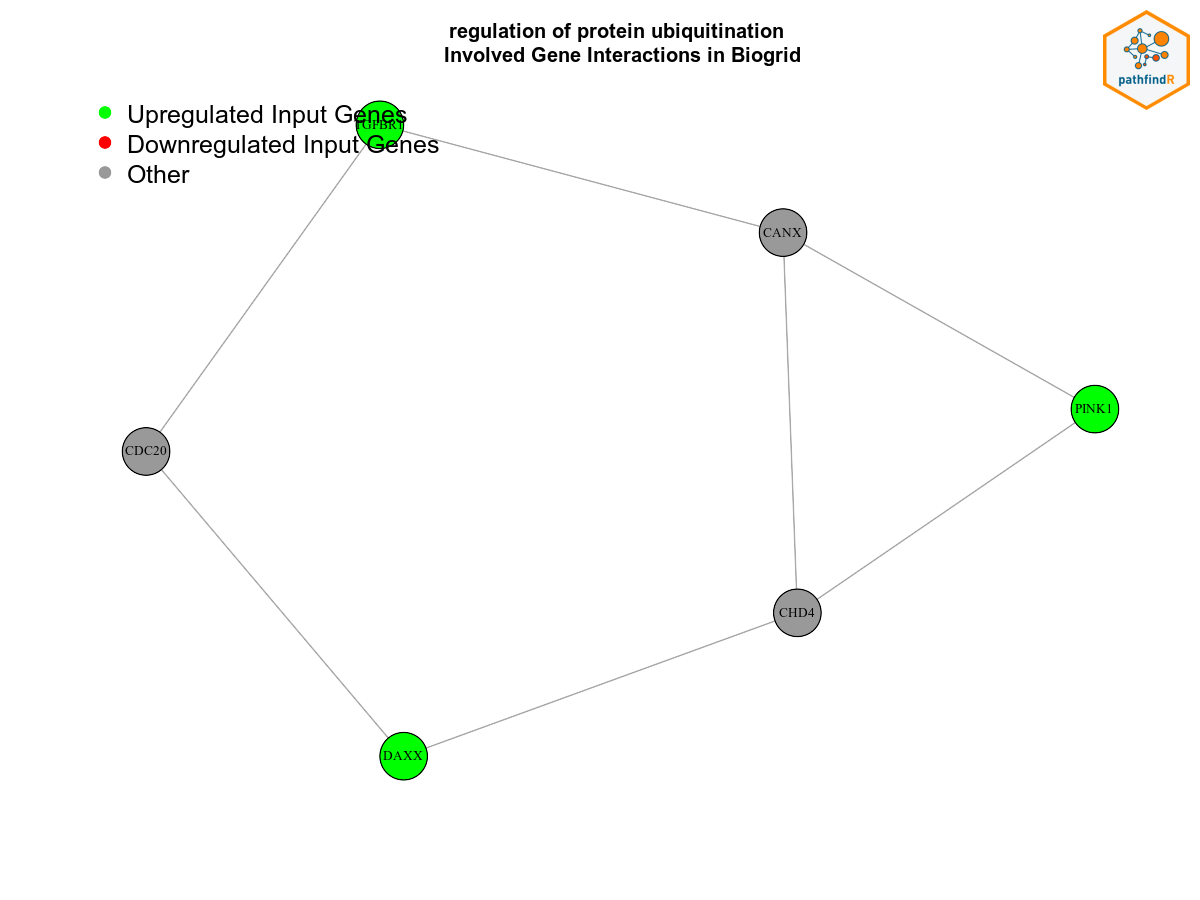 regulation of protein ubiquitination
Involved Gene Interactions in Biogrid
pathfindR
Upregulated Input Genes
TGFBR1
Downregulated Input Genes
Other
CANX
PINK1
CDC20
CHD4
DAXX